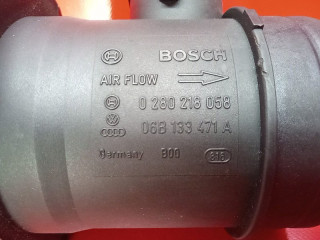 BOSCH
AIR FLOW
0 280 218 058
06B 133 471 A
Germany 800